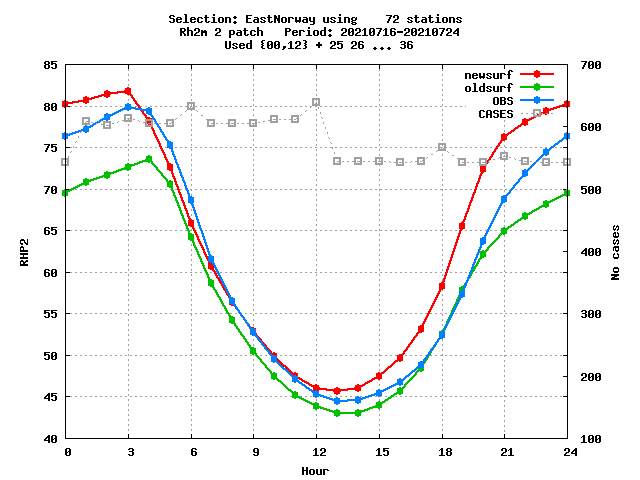 Selection: EastNorway using    72 stations
Rh2m 2 patch   Period: 20210716-20210724
Used {00,12} + 25 26 ... 36
newsurf
oldsurf
OBS
CASES
85
80
75
70
65
60
55
50
45
40
700
600
500
400
300
200
100
RHP2
No cases
0 3 6 9 12 15 18 21 24
Hour